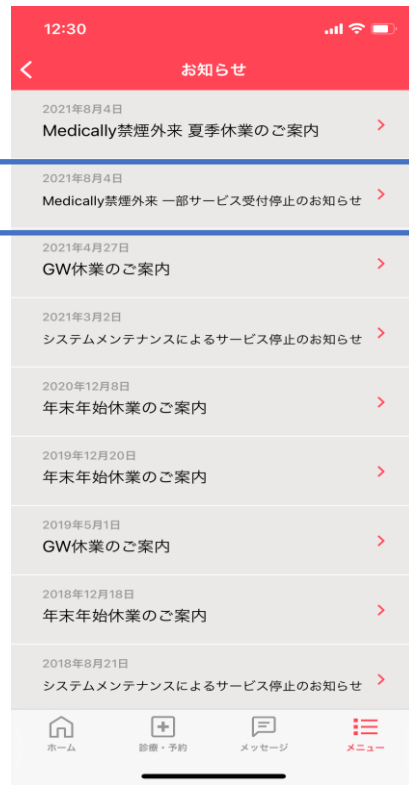 12:30
お知らせ
2021年8月4日
Medically禁煙外来 夏季休業のご案内
2021年8月4日
Medically禁煙外来 一部サービス受付停止のお知らせ
2021年4月27日
GW休業のご案内
2021年3月2日
システムメンテナンスによるサービス停止のお知らせ
2020年12月8日
年末年始休業のご案内
2019年12月20日
年末年始休業のご案内
2019年5月1日
GW休業のご案内
2018年12月18日
年末年始休業のご案内
2018年8月21日
システムメンテナンスによるサービス停止のお知らせ
ホーム 診療・予約 メッセージ メニュー